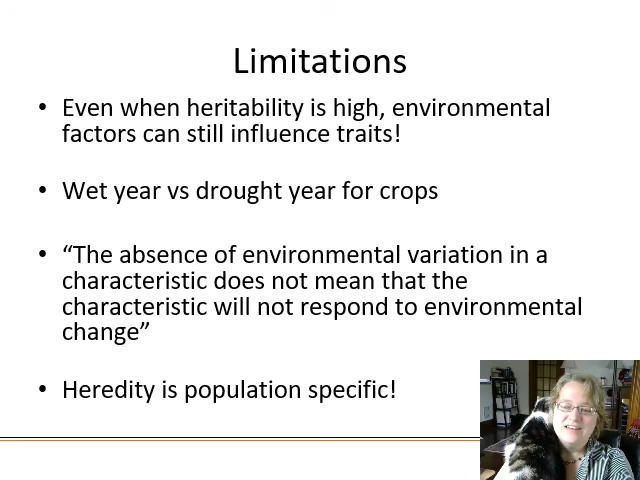 Limitations
• Even when heritability is high, environmental
factors can still influence traits!
• Wet year vs drought year for crops
• “The absence of environmental variation in a
characteristic does not mean that the
characteristic will not respond to environmental
change”
• Heredity is population specific!